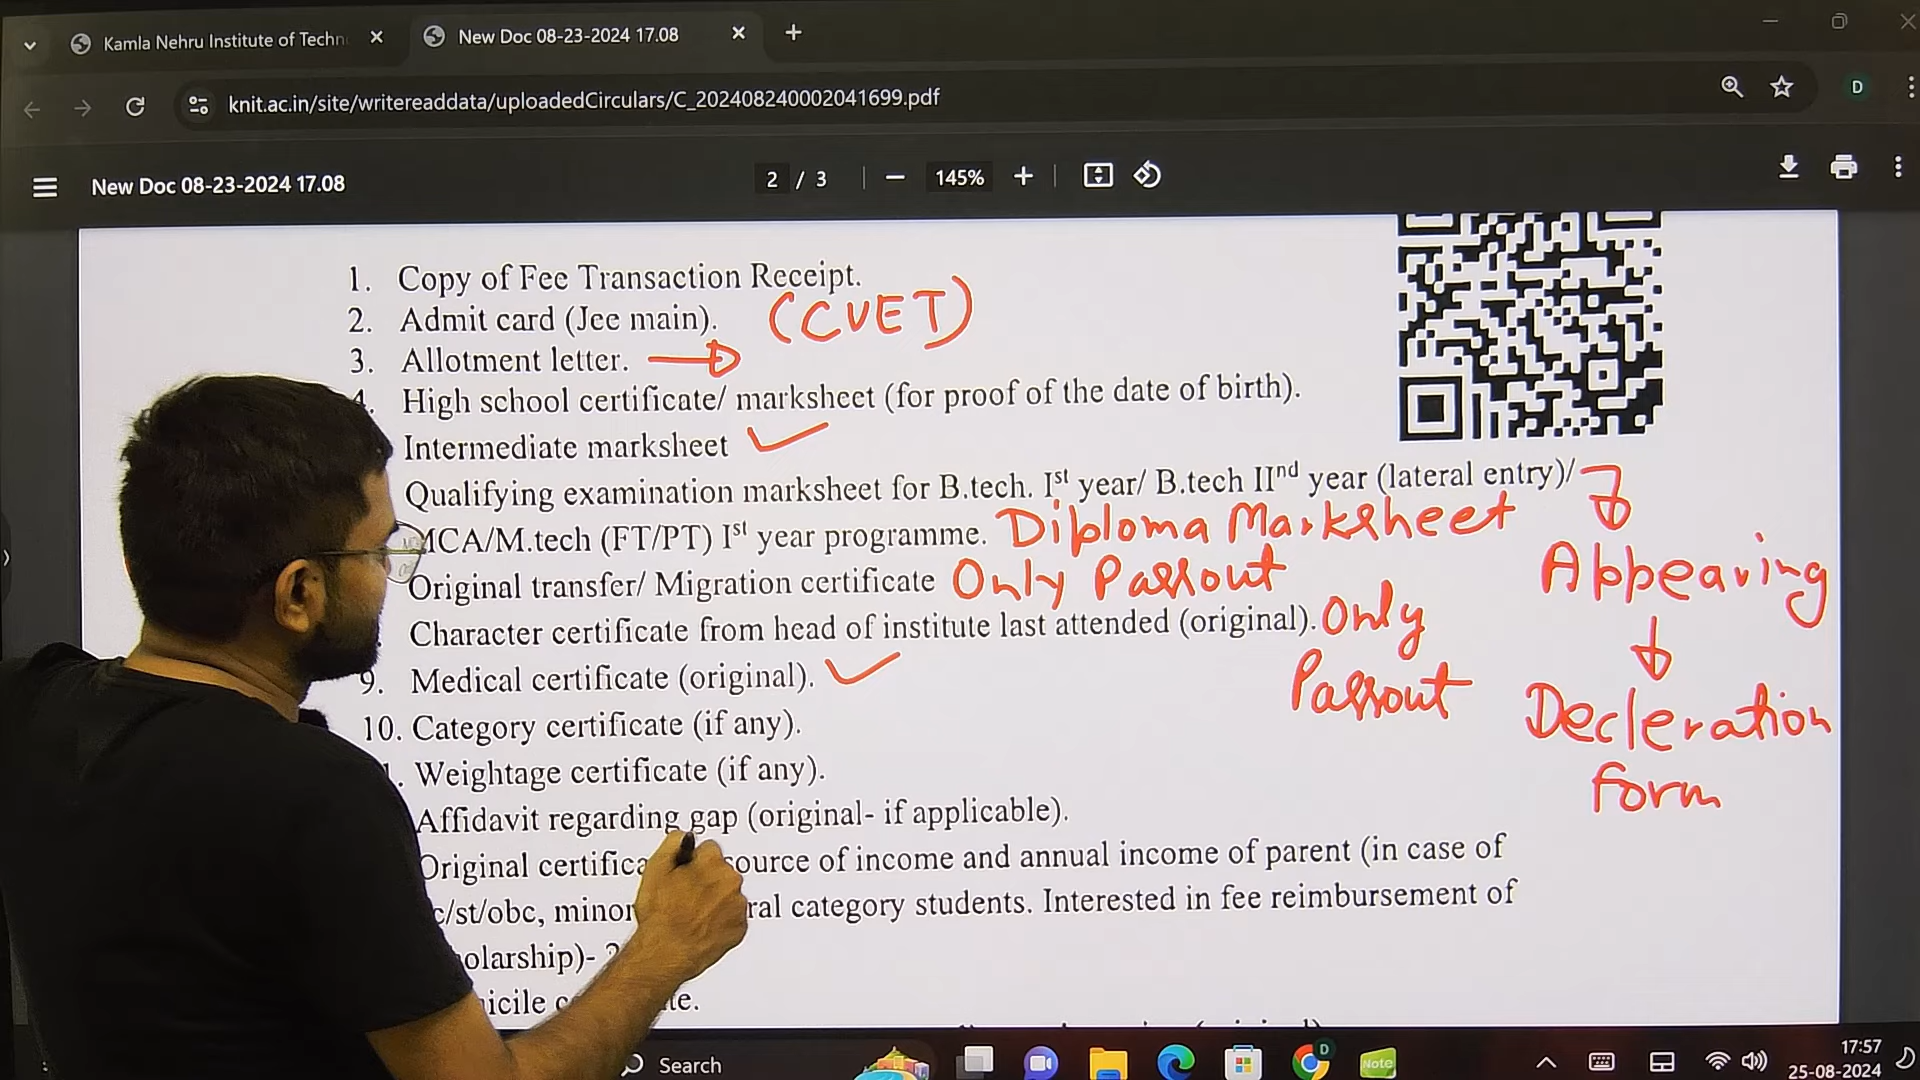 Kamla Nehru Institute of Techn
New Doc 08-23-2024 17.08
knit.ac.in/site/writereaddata/uploadedCirculars/C_202408240002041699.pdf
D
New Doc 08-23-2024 17.08
2 / 3
145%
1. Copy of Fee Transaction Receipt.
2. Admit card (Jee main). (CUET)
3. Allotment letter.
4. High school certificate/ marksheet (for proof of the date of birth).
Intermediate marksheet
Qualifying examination marksheet for B.tech. Ist year/ B.tech IInd year (lateral entry)/
MCA/M.tech (FT/PT) Ist year programme. Diploma Marksheet
Appearing
Original transfer/ Migration certificate Only Passout
Character certificate from head of institute last attended (original). Only
Passout
Decleration
form
9. Medical certificate (original).
10. Category certificate (if any).
. Weightage certificate (if any).
Affidavit regarding gap (original- if applicable).
Original source of income and annual income of parent (in case of
c/st/obc, category students. Interested in fee reimbursement of
olarship)-
icile
Search
D
Note
17:57
25-08-2024